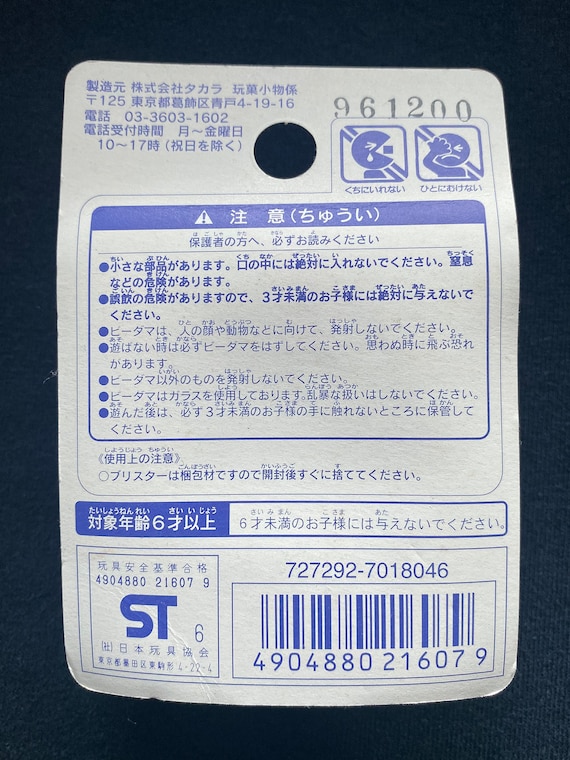 製造元 株式会社タカラ 玩菓小物係
〒125 東京都葛飾区青戸4-19-16
電話 03-3603-1602
電話受付時間 月～金曜日
10～17時(祝日を除く)
961200
くちにいれない
ひとにむけない
注意(ちゅうい)
保護者の方へ、必ずお読みください
●小さな部品があります。口の中には絶対に入れないでください。窒息
などの危険があります。
●誤飲の危険がありますので、3才未満のお子様には絶対に与えないで
ください。
●ビーダマは、人の顔や動物などに向けて、発射しないでください。
●遊ばない時は必ずビーダマをはずしてください。思わぬ時に飛ぶ恐れ
があります。
●ビーダマ以外のものを発射しないでください。
●ビーダマはガラスを使用しております。乱暴な扱いはしないでください。
●遊んだ後は、必ず3才未満のお子様の手に触れないところに保管して
ください。
《使用上の注意》
○ブリスターは梱包材ですので開封後すぐに捨ててください。
対象年齢6才以上
6才未満のお子様には与えないでください。
玩具安全基準合格
4904880 21607 9
ST 6
(社)日本玩具協会
東京都墨田区東駒形4-22-4
727292-7018046
4904880 216079